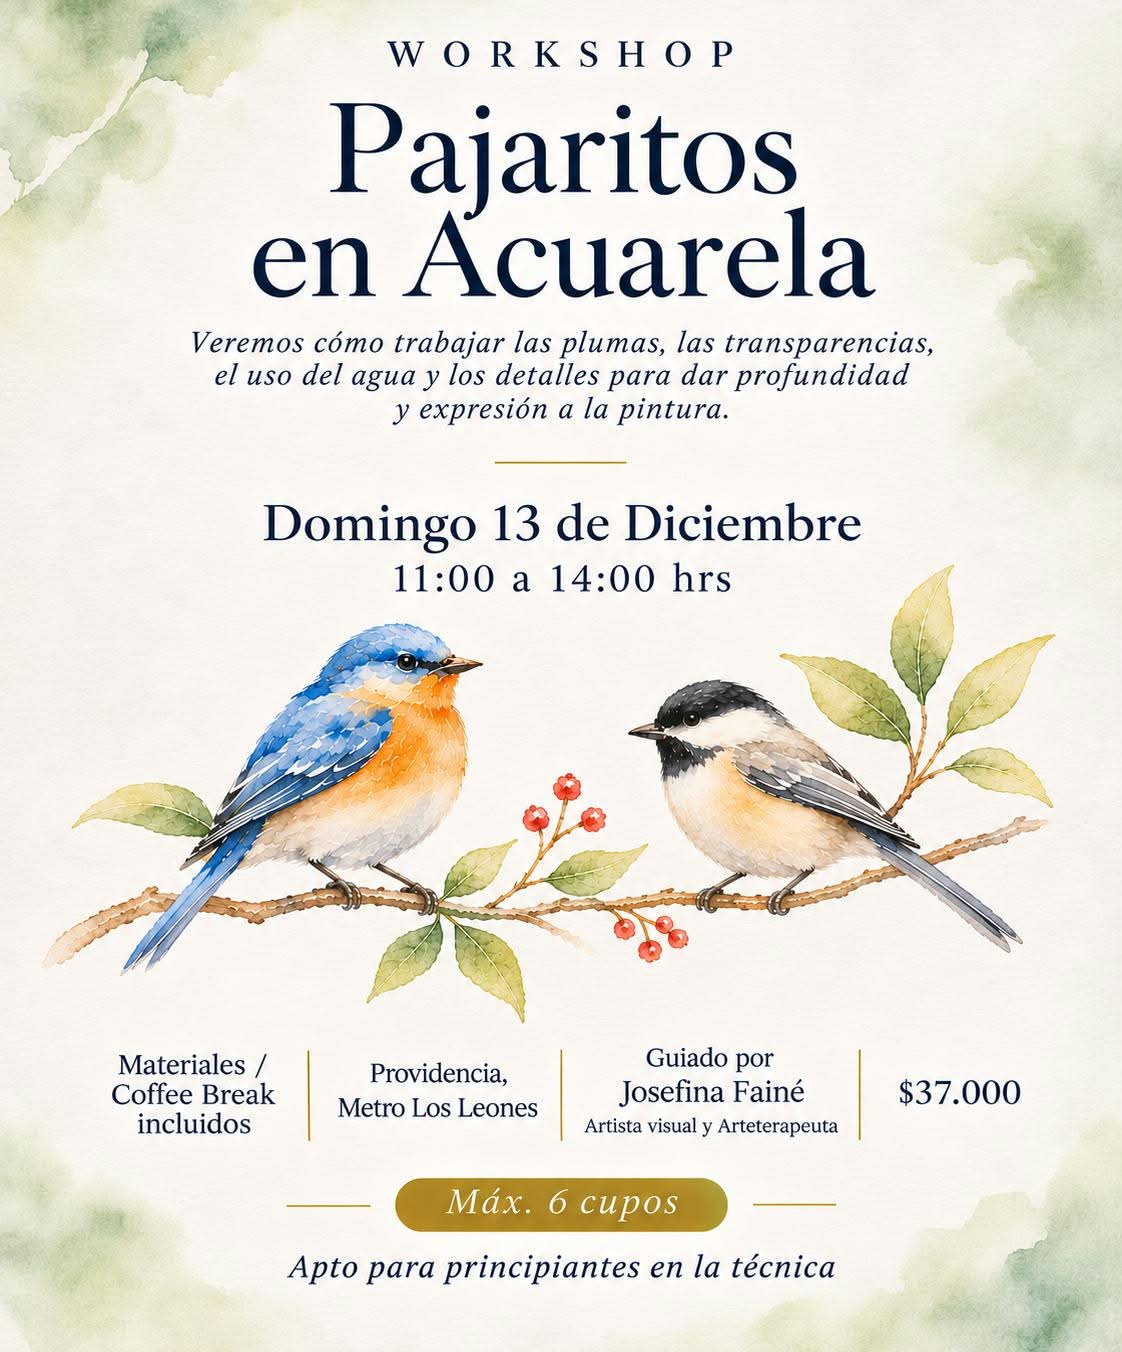 WORKSHOP
Pajaritos
en Acuarela
Veremos cómo trabajar las plumas, las transparencias,
el uso del agua y los detalles para dar profundidad
y expresión a la pintura.
Domingo 13 de Diciembre
11:00 a 14:00 hrs
Materiales /
Coffee Break
incluidos
Providencia,
Metro Los Leones
Guiado por
Josefina Fainé
Artista visual y Arteterapeuta
$37.000
Máx. 6 cupos
Apto para principiantes en la técnica